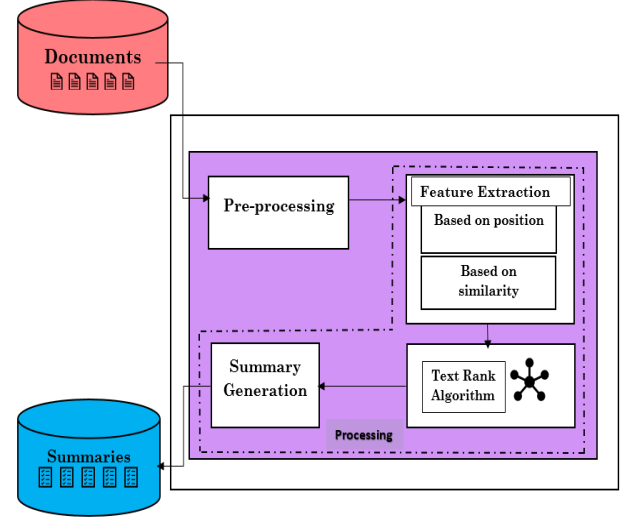 Documents
Pre-processing
Feature Extraction
Based on position
Based on
similarity
Text Rank
Algorithm
Summary
Generation
Processing
Summaries